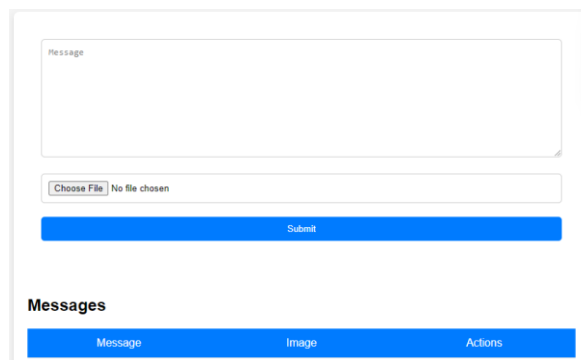 Message
Choose File No file chosen
Submit
Messages
Message Image Actions